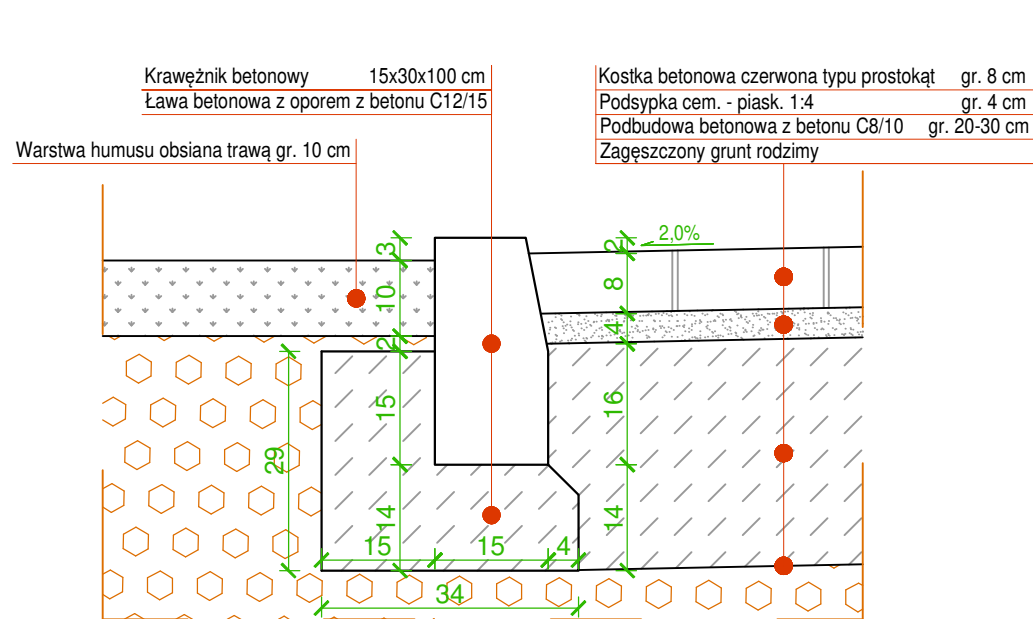 Krawężnik betonowy 15x30x100 cm
Ława betonowa z oporem z betonu C12/15
Warstwa humusu obsiana trawą gr. 10 cm
Kostka betonowa czerwona typu prostokąt gr. 8 cm
Podsypka cem. - piask. 1:4 gr. 4 cm
Podbudowa betonowa z betonu C8/10 gr. 20-30 cm
Zagęszczony grunt rodzimy
3
10
2
15
14
29
2
2,0%
8
4
16
14
15
15
4
34